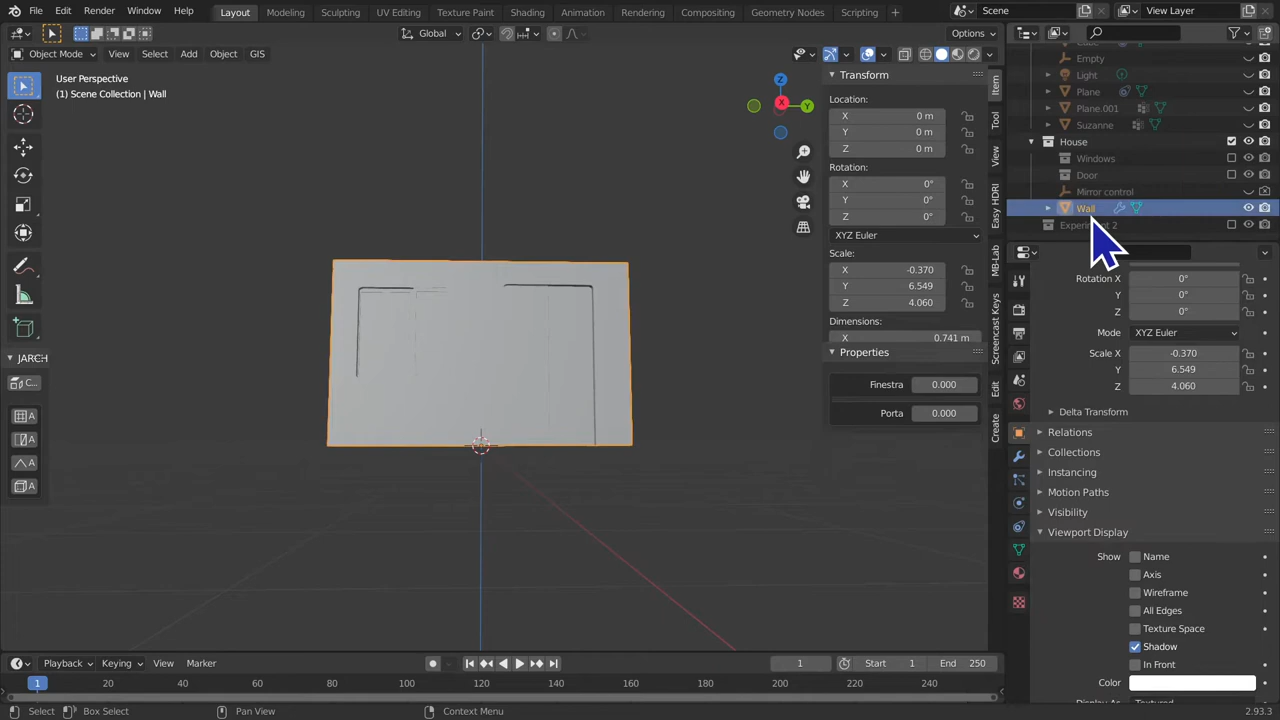 File Edit Render Window Help Layout Modeling Sculpting UV Editing Texture Paint Shading Animation Rendering Compositing Geometry Nodes Scripting + Scene View Layer
Global Options
Object Mode View Select Add Object GIS
User Perspective
(1) Scene Collection | Wall
Z
Y
X
Transform
Location:
X 0 m
Y 0 m
Z 0 m
Rotation:
X 0°
Y 0°
Z 0°
XYZ Euler
Scale:
X -0.370
Y 6.549
Z 4.060
Dimensions:
X 0.741 m
Properties
Finestra 0.000
Porta 0.000
Item
Tool
View
Easy HDRI
MB-Lab
Screencast Keys
Edit
Create
JARCH
C...
A
A
A
A
Empty
Light
Plane
Plane.001
Suzanne
House
Windows
Door
Mirror control
Wall
Rotation X 0°
Y 0°
Z 0°
Mode XYZ Euler
Scale X -0.370
Y 6.549
Z 4.060
Delta Transform
Relations
Collections
Instancing
Motion Paths
Visibility
Viewport Display
Show Name
Axis
Wireframe
All Edges
Texture Space
Shadow
In Front
Color
Playback Keying View Marker 1 Start 1 End 250
1 20 40 60 80 100 120 140 160 180 200 220 240
Select Box Select Pan View Context Menu 2.93.3